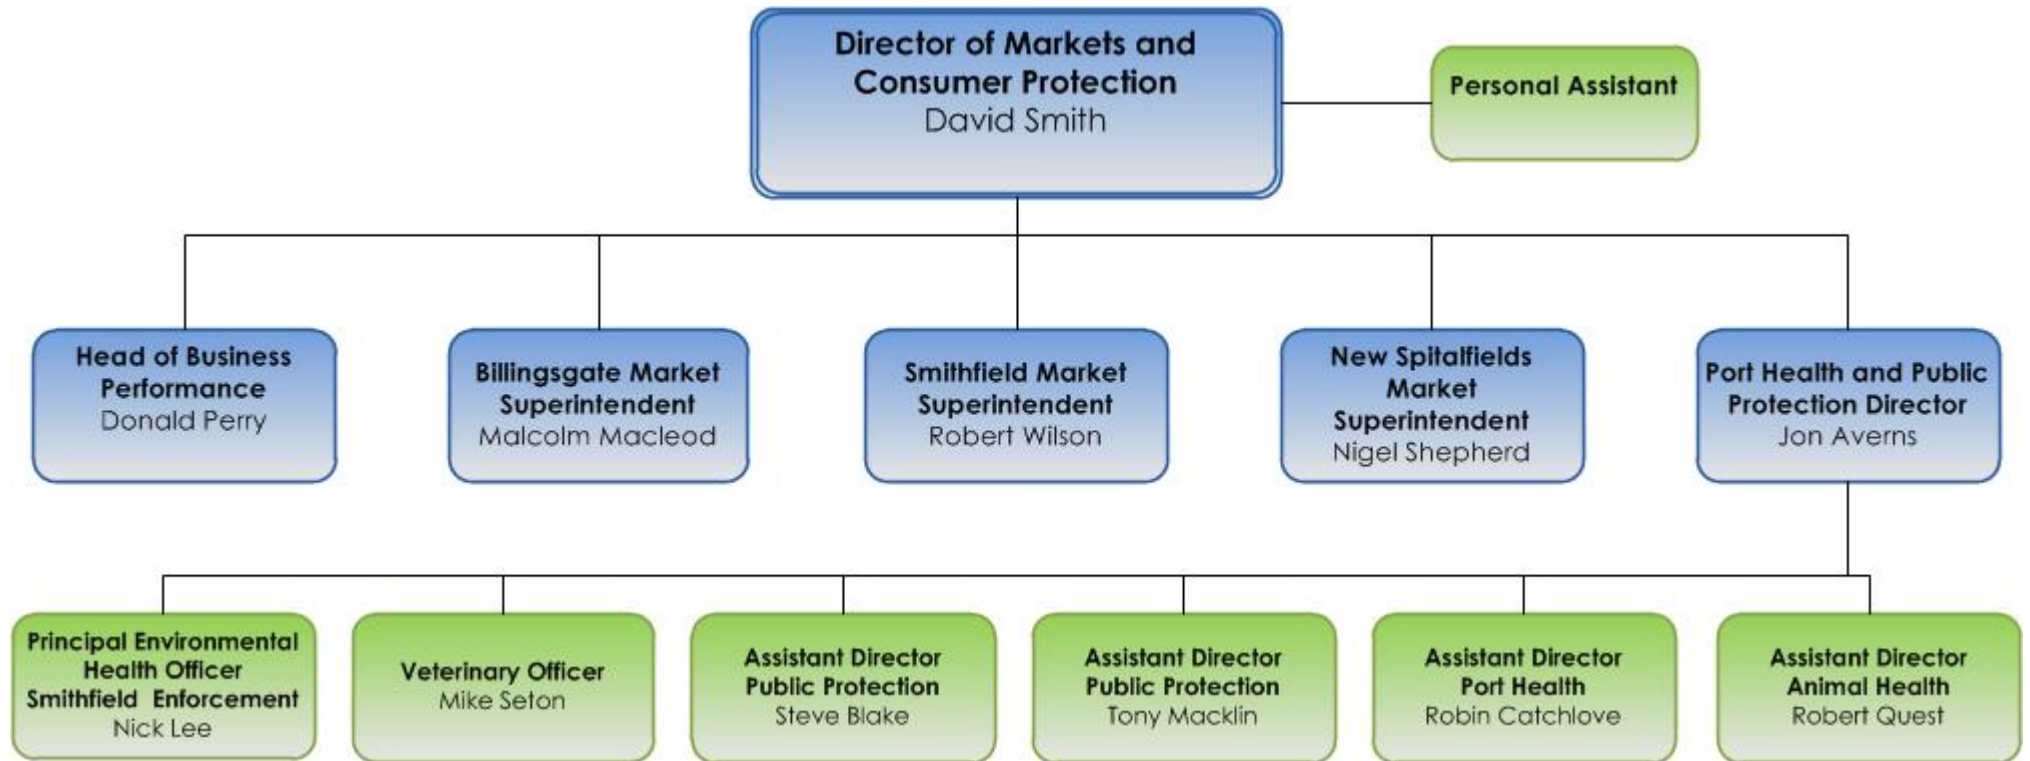 Director of Markets and
Consumer Protection
David Smith
Personal Assistant
Head of Business
Performance
Donald Perry
Billingsgate Market
Superintendent
Malcolm Macleod
Smithfield Market
Superintendent
Robert Wilson
New Spitalfields
Market
Superintendent
Nigel Shepherd
Port Health and Public
Protection Director
Jon Averns
Principal Environmental
Health Officer
Smithfield Enforcement
Nick Lee
Veterinary Officer
Mike Seton
Assistant Director
Public Protection
Steve Blake
Assistant Director
Public Protection
Tony Macklin
Assistant Director
Port Health
Robin Catchlove
Assistant Director
Animal Health
Robert Quest